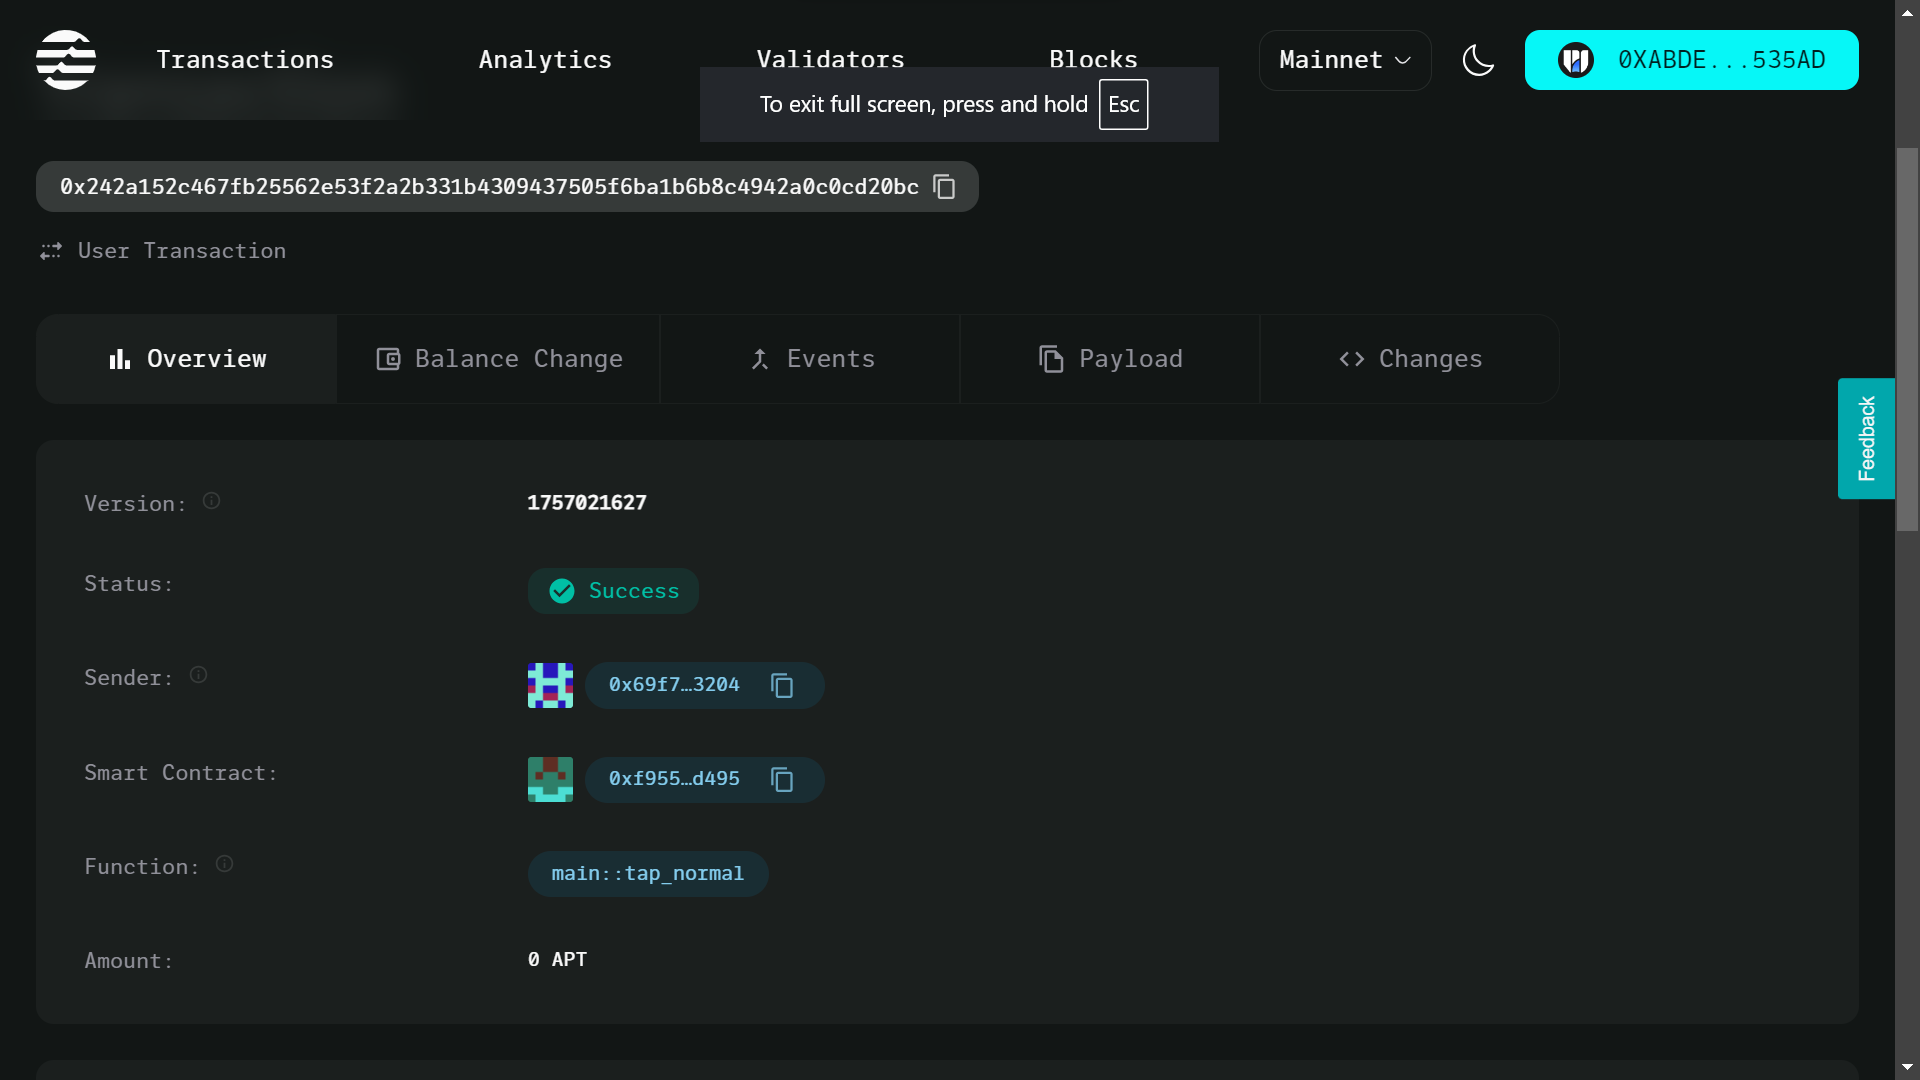 Transactions Analytics Validators Blocks Mainnet 0XABDE...535AD
To exit full screen, press and hold Esc
0x242a152c467fb25562e53f2a2b331b4309437505f6ba1b6b8c4942a0c0cd20bc
User Transaction
Overview Balance Change Events Payload Changes
Feedback
Version: 1757021627
Status: Success
Sender: 0x69f7…3204
Smart Contract: 0xf955…d495
Function: main::tap_normal
Amount: 0 APT